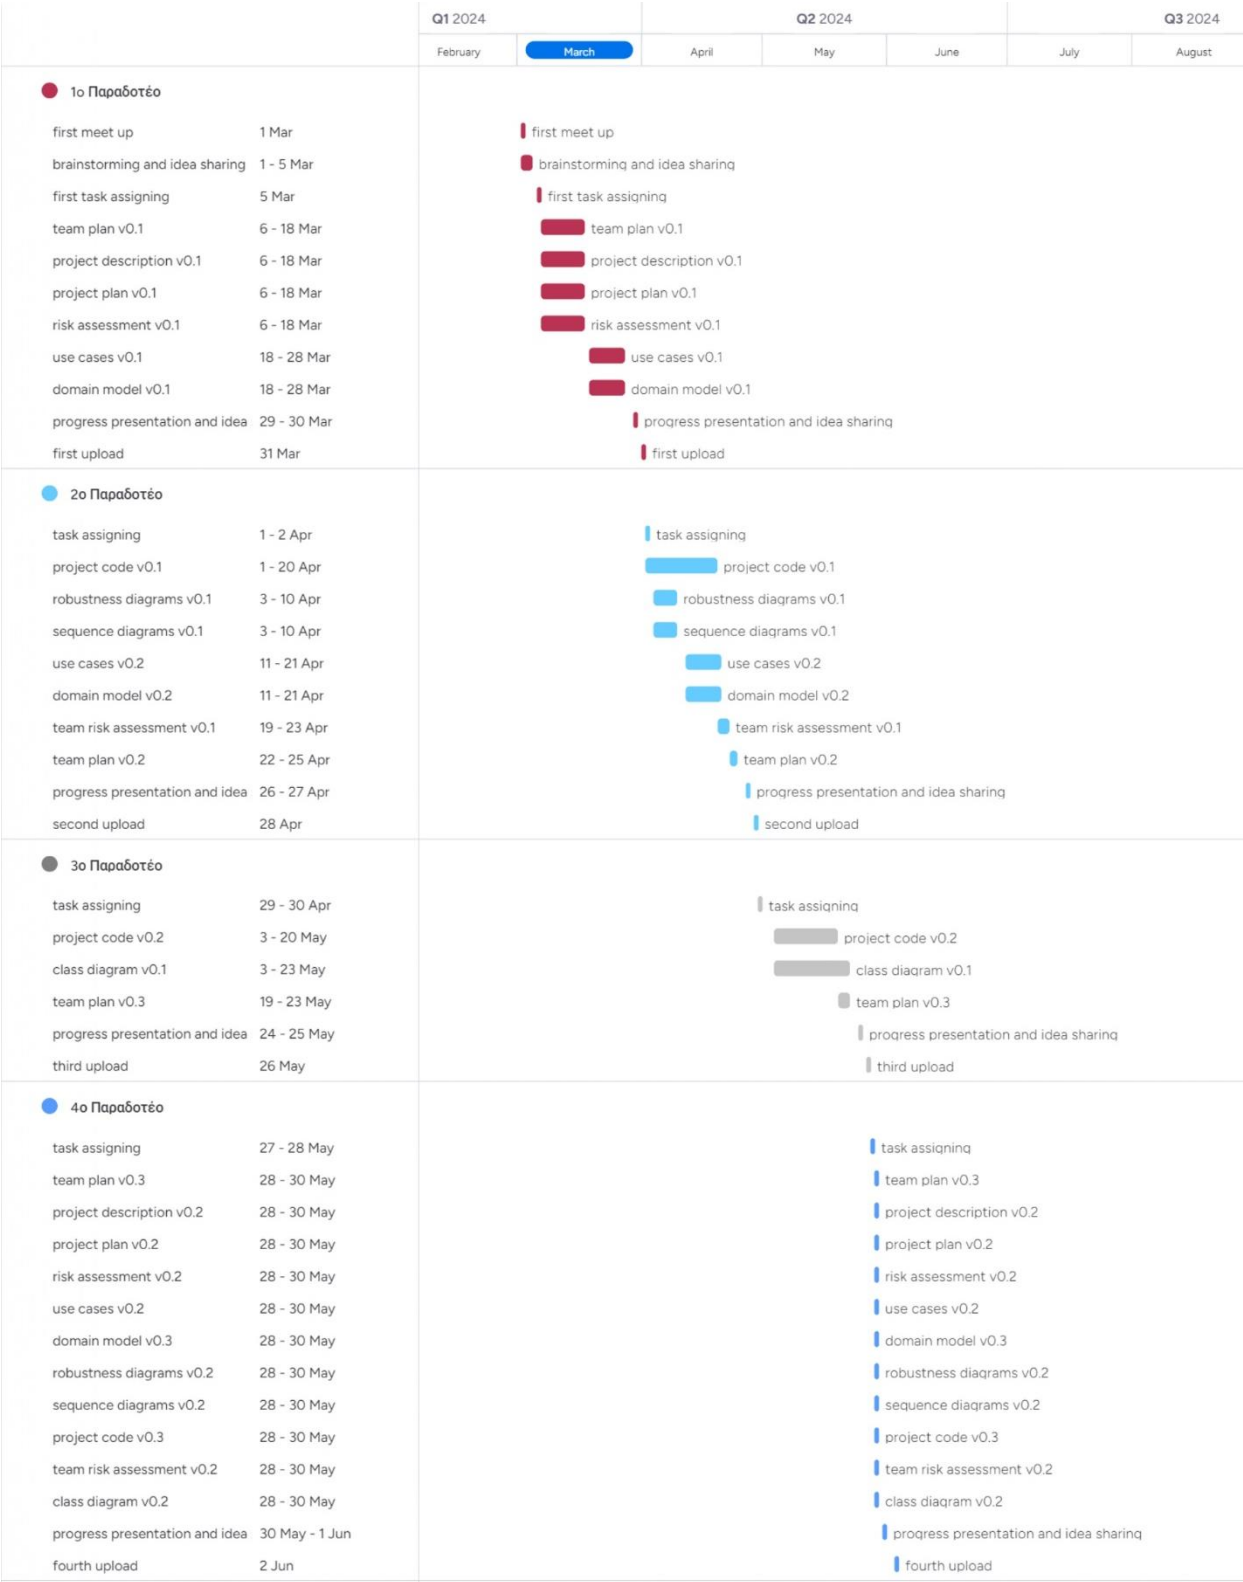 Q1 2024 Q2 2024 Q3 2024
February March April May June July August
1ο Παραδοτέο
first meet up 1 Mar first meet up
brainstorming and idea sharing 1 - 5 Mar brainstorming and idea sharing
first task assigning 5 Mar first task assigning
team plan v0.1 6 - 18 Mar team plan v0.1
project description v0.1 6 - 18 Mar project description v0.1
project plan v0.1 6 - 18 Mar project plan v0.1
risk assessment v0.1 6 - 18 Mar risk assessment v0.1
use cases v0.1 18 - 28 Mar use cases v0.1
domain model v0.1 18 - 28 Mar domain model v0.1
progress presentation and idea 29 - 30 Mar progress presentation and idea sharing
first upload 31 Mar first upload
2ο Παραδοτέο
task assigning 1 - 2 Apr task assigning
project code v0.1 1 - 20 Apr project code v0.1
robustness diagrams v0.1 3 - 10 Apr robustness diagrams v0.1
sequence diagrams v0.1 3 - 10 Apr sequence diagrams v0.1
use cases v0.2 11 - 21 Apr use cases v0.2
domain model v0.2 11 - 21 Apr domain model v0.2
team risk assessment v0.1 19 - 23 Apr team risk assessment v0.1
team plan v0.2 22 - 25 Apr team plan v0.2
progress presentation and idea 26 - 27 Apr progress presentation and idea sharing
second upload 28 Apr second upload
3ο Παραδοτέο
task assigning 29 - 30 Apr task assigning
project code v0.2 3 - 20 May project code v0.2
class diagram v0.1 3 - 23 May class diagram v0.1
team plan v0.3 19 - 23 May team plan v0.3
progress presentation and idea 24 - 25 May progress presentation and idea sharing
third upload 26 May third upload
4ο Παραδοτέο
task assigning 27 - 28 May task assigning
team plan v0.3 28 - 30 May team plan v0.3
project description v0.2 28 - 30 May project description v0.2
project plan v0.2 28 - 30 May project plan v0.2
risk assessment v0.2 28 - 30 May risk assessment v0.2
use cases v0.2 28 - 30 May use cases v0.2
domain model v0.3 28 - 30 May domain model v0.3
robustness diagrams v0.2 28 - 30 May robustness diagrams v0.2
sequence diagrams v0.2 28 - 30 May sequence diagrams v0.2
project code v0.3 28 - 30 May project code v0.3
team risk assessment v0.2 28 - 30 May team risk assessment v0.2
class diagram v0.2 28 - 30 May class diagram v0.2
progress presentation and idea 30 May - 1 Jun progress presentation and idea sharing
fourth upload 2 Jun fourth upload